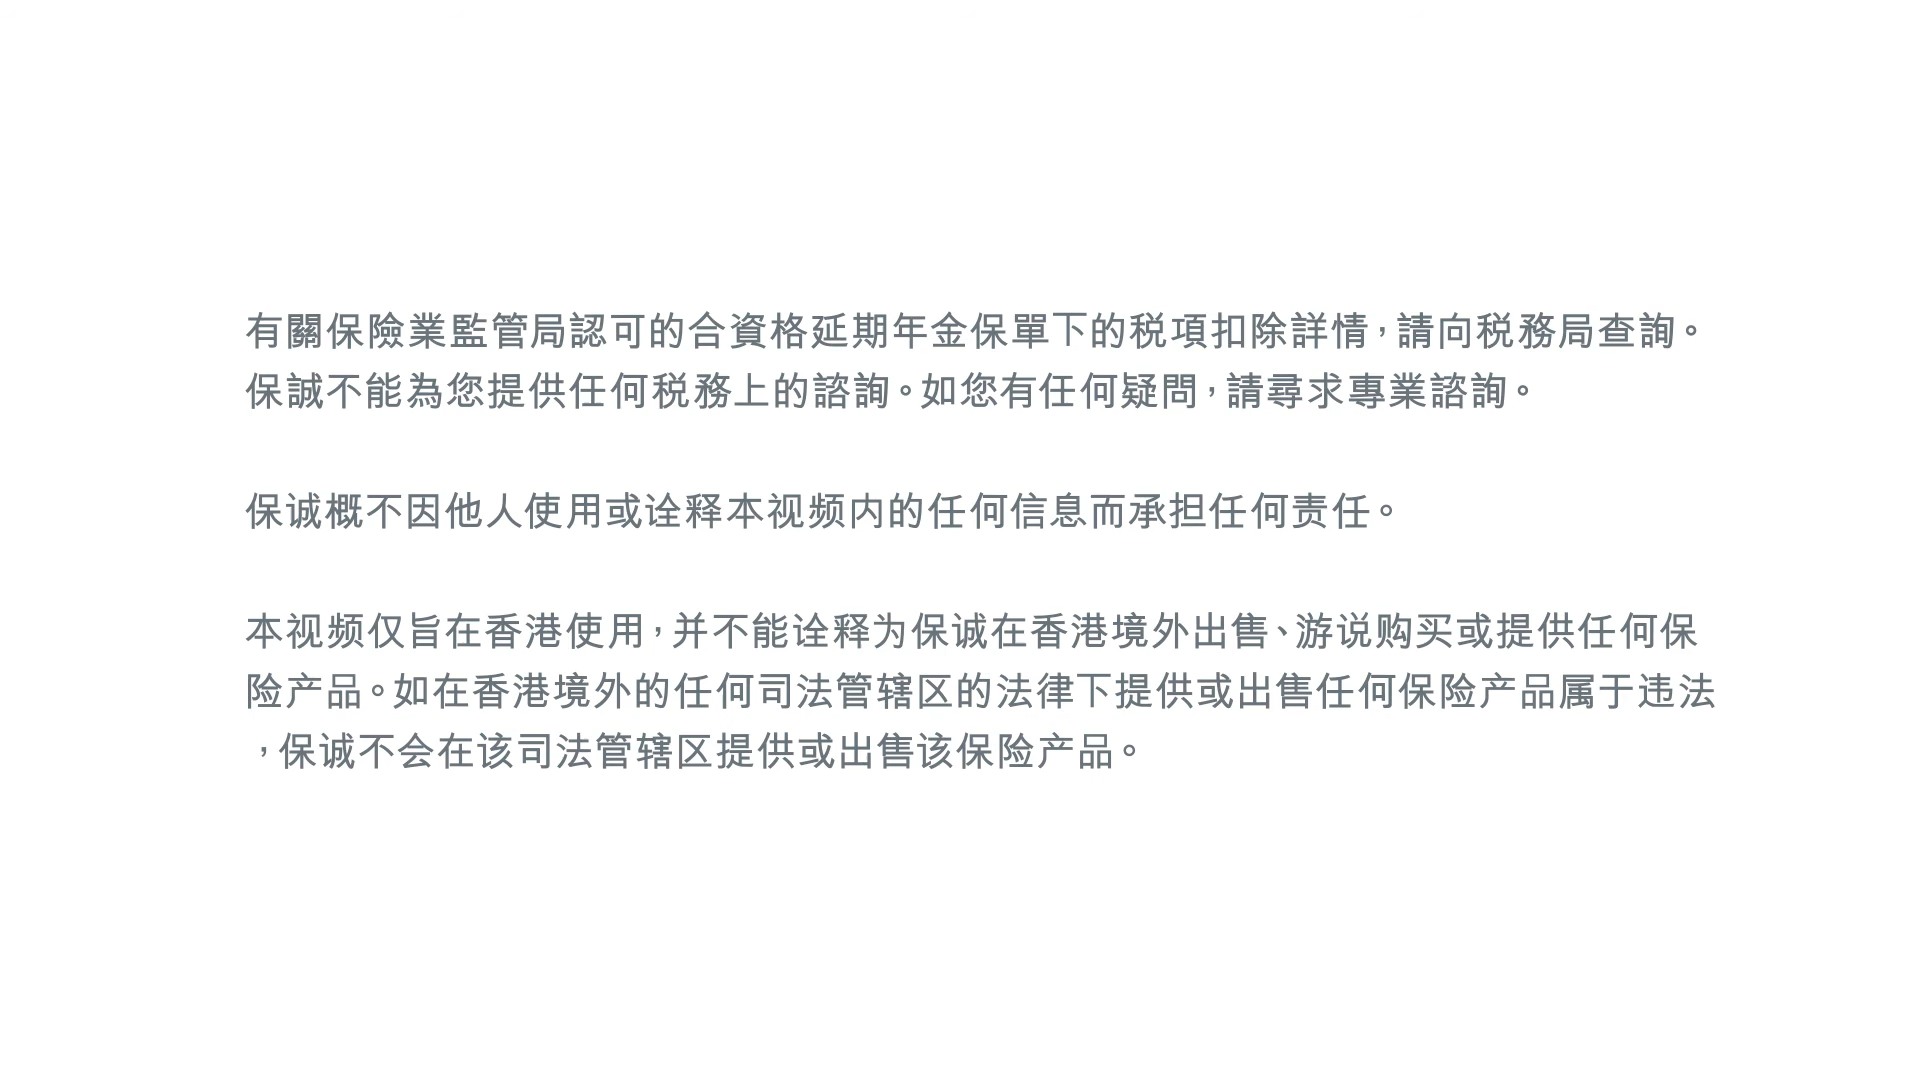 有關保險業監管局認可的合資格延期年金保單下的税項扣除詳情，請向税務局查詢。
保誠不能為您提供任何税務上的諮詢。如您有任何疑問，請尋求專業諮詢。
保诚概不因他人使用或诠释本视频内的任何信息而承担任何责任。
本视频仅旨在香港使用，并不能诠释为保诚在香港境外出售、游说购买或提供任何保
险产品。如在香港境外的任何司法管辖区的法律下提供或出售任何保险产品属于违法
，保诚不会在该司法管辖区提供或出售该保险产品。